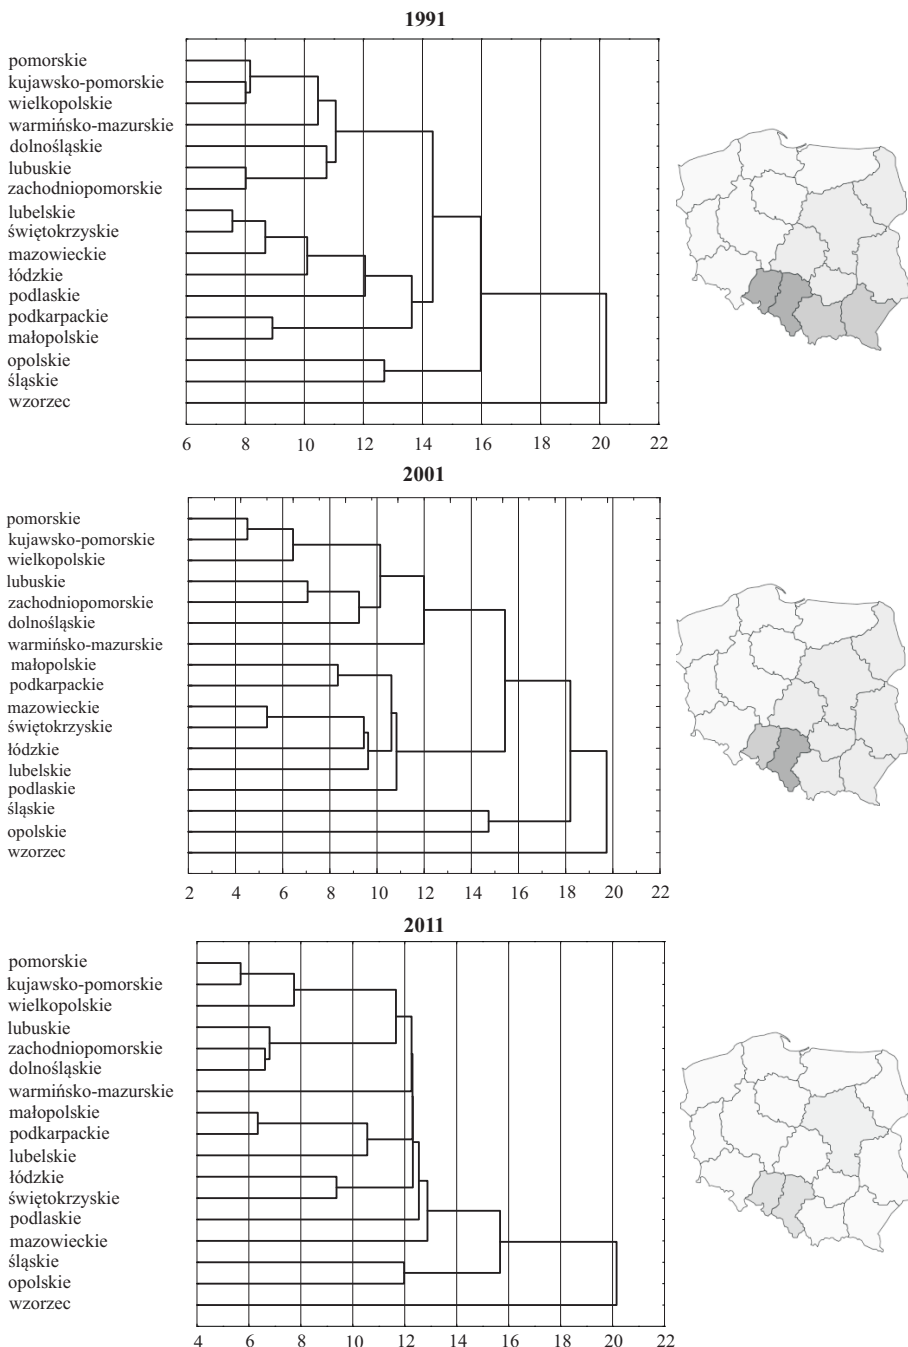 1991
pomorskie
kujawsko-pomorskie
wielkopolskie
warmińsko-mazurskie
dolnośląskie
lubuskie
zachodniopomorskie
lubelskie
świętokrzyskie
mazowieckie
łódzkie
podlaskie
podkarpackie
małopolskie
opolskie
śląskie
wzorzec
6 8 10 12 14 16 18 20 22
2001
pomorskie
kujawsko-pomorskie
wielkopolskie
lubuskie
zachodniopomorskie
dolnośląskie
warmińsko-mazurskie
małopolskie
podkarpackie
mazowieckie
świętokrzyskie
łódzkie
lubelskie
podlaskie
śląskie
opolskie
wzorzec
2 4 6 8 10 12 14 16 18 20 22
2011
pomorskie
kujawsko-pomorskie
wielkopolskie
lubuskie
zachodniopomorskie
dolnośląskie
warmińsko-mazurskie
małopolskie
podkarpackie
lubelskie
łódzkie
świętokrzyskie
podlaskie
mazowieckie
śląskie
opolskie
wzorzec
4 6 8 10 12 14 16 18 20 22